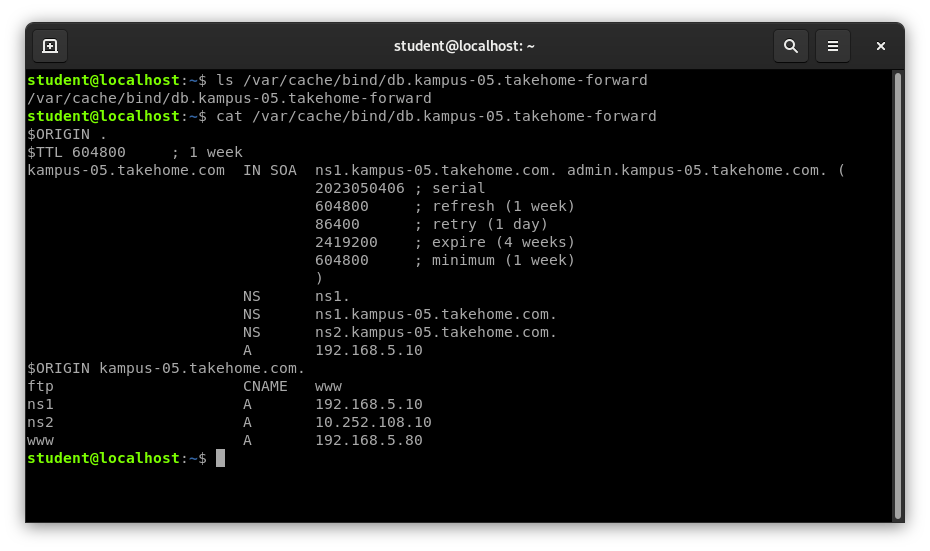 student@localhost: ~
student@localhost:~$ ls /var/cache/bind/db.kampus-05.takehome-forward
/var/cache/bind/db.kampus-05.takehome-forward
student@localhost:~$ cat /var/cache/bind/db.kampus-05.takehome-forward
$ORIGIN .
$TTL 604800     ; 1 week
kampus-05.takehome.com  IN SOA  ns1.kampus-05.takehome.com. admin.kampus-05.takehome.com. (
                                2023050406 ; serial
                                604800     ; refresh (1 week)
                                86400      ; retry (1 day)
                                2419200    ; expire (4 weeks)
                                604800     ; minimum (1 week)
                                )
                        NS      ns1.
                        NS      ns1.kampus-05.takehome.com.
                        NS      ns2.kampus-05.takehome.com.
                        A       192.168.5.10
$ORIGIN kampus-05.takehome.com.
ftp                     CNAME   www
ns1                     A       192.168.5.10
ns2                     A       10.252.108.10
www                     A       192.168.5.80
student@localhost:~$